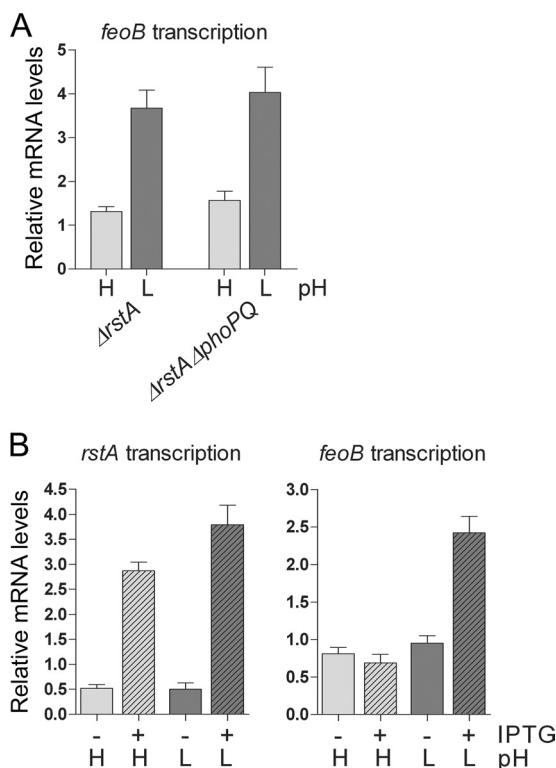 A
feoB transcription
Relative mRNA levels
5
4
3
2
1
0
H L H L pH
ΔrstA
ΔrstA ΔphoPQ
B
rstA transcription
feoB transcription
Relative mRNA levels
4.5
4.0
3.5
3.0
2.5
2.0
1.5
1.0
0.5
0.0
3.0
2.5
2.0
1.5
1.0
0.5
0.0
- + - + - + - + IPTG
H H L L H H L L pH